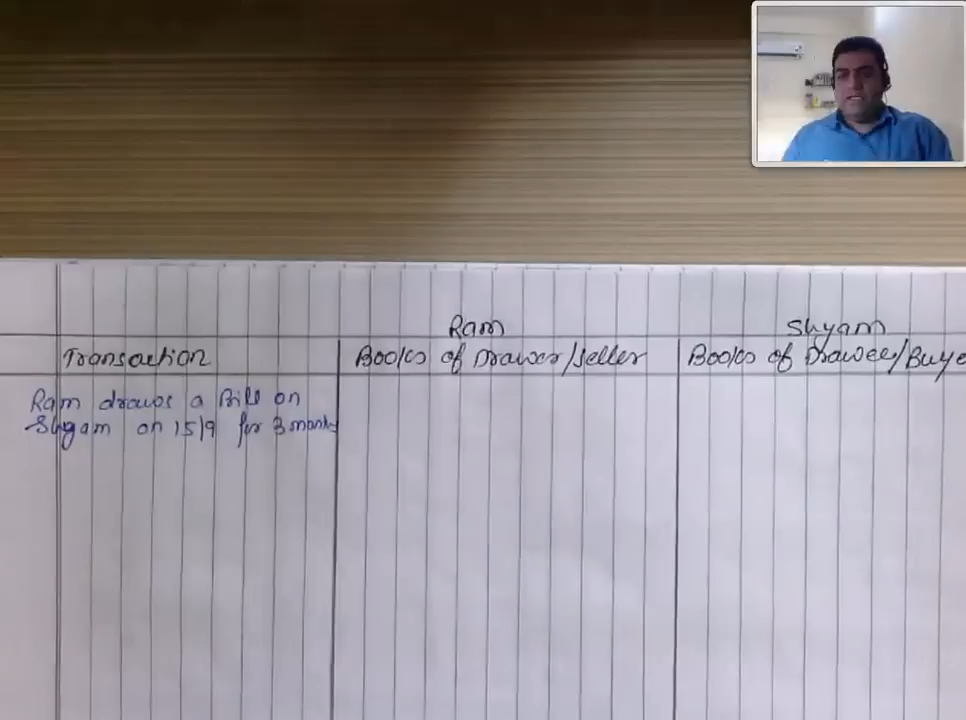 Ram
Shyam
Transaction
Books of Drawer/Seller
Books of Drawee/Buye
Ram draws a Bill on
Shyam on 15/9 for 3 months